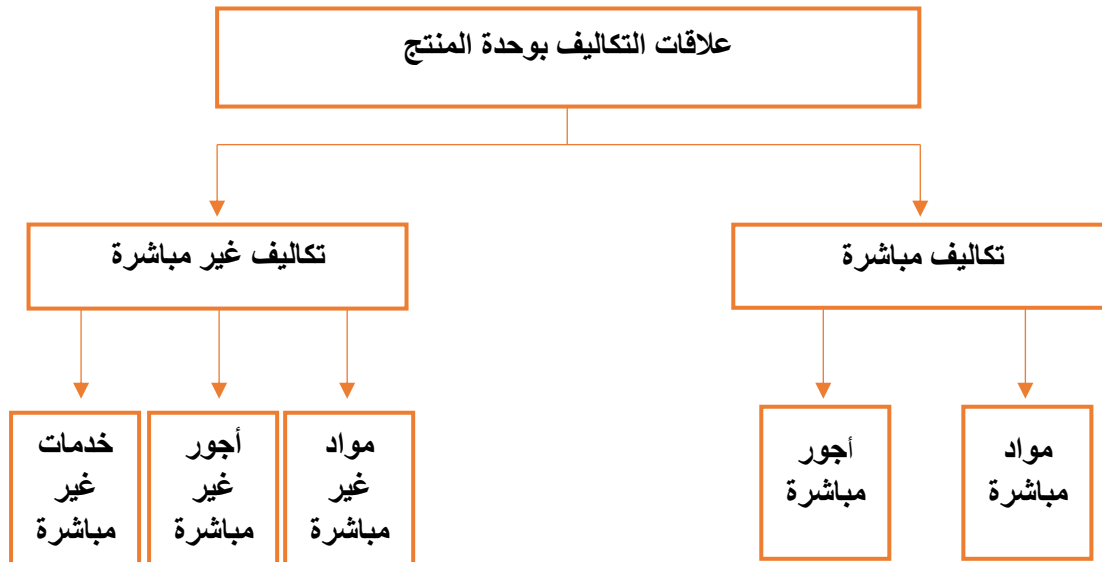 علاقات التكاليف بوحدة المنتج
تكاليف مباشرة
تكاليف غير مباشرة
مواد
مباشرة
أجور
مباشرة
مواد
غير
مباشرة
أجور
غير
مباشرة
خدمات
غير
مباشرة